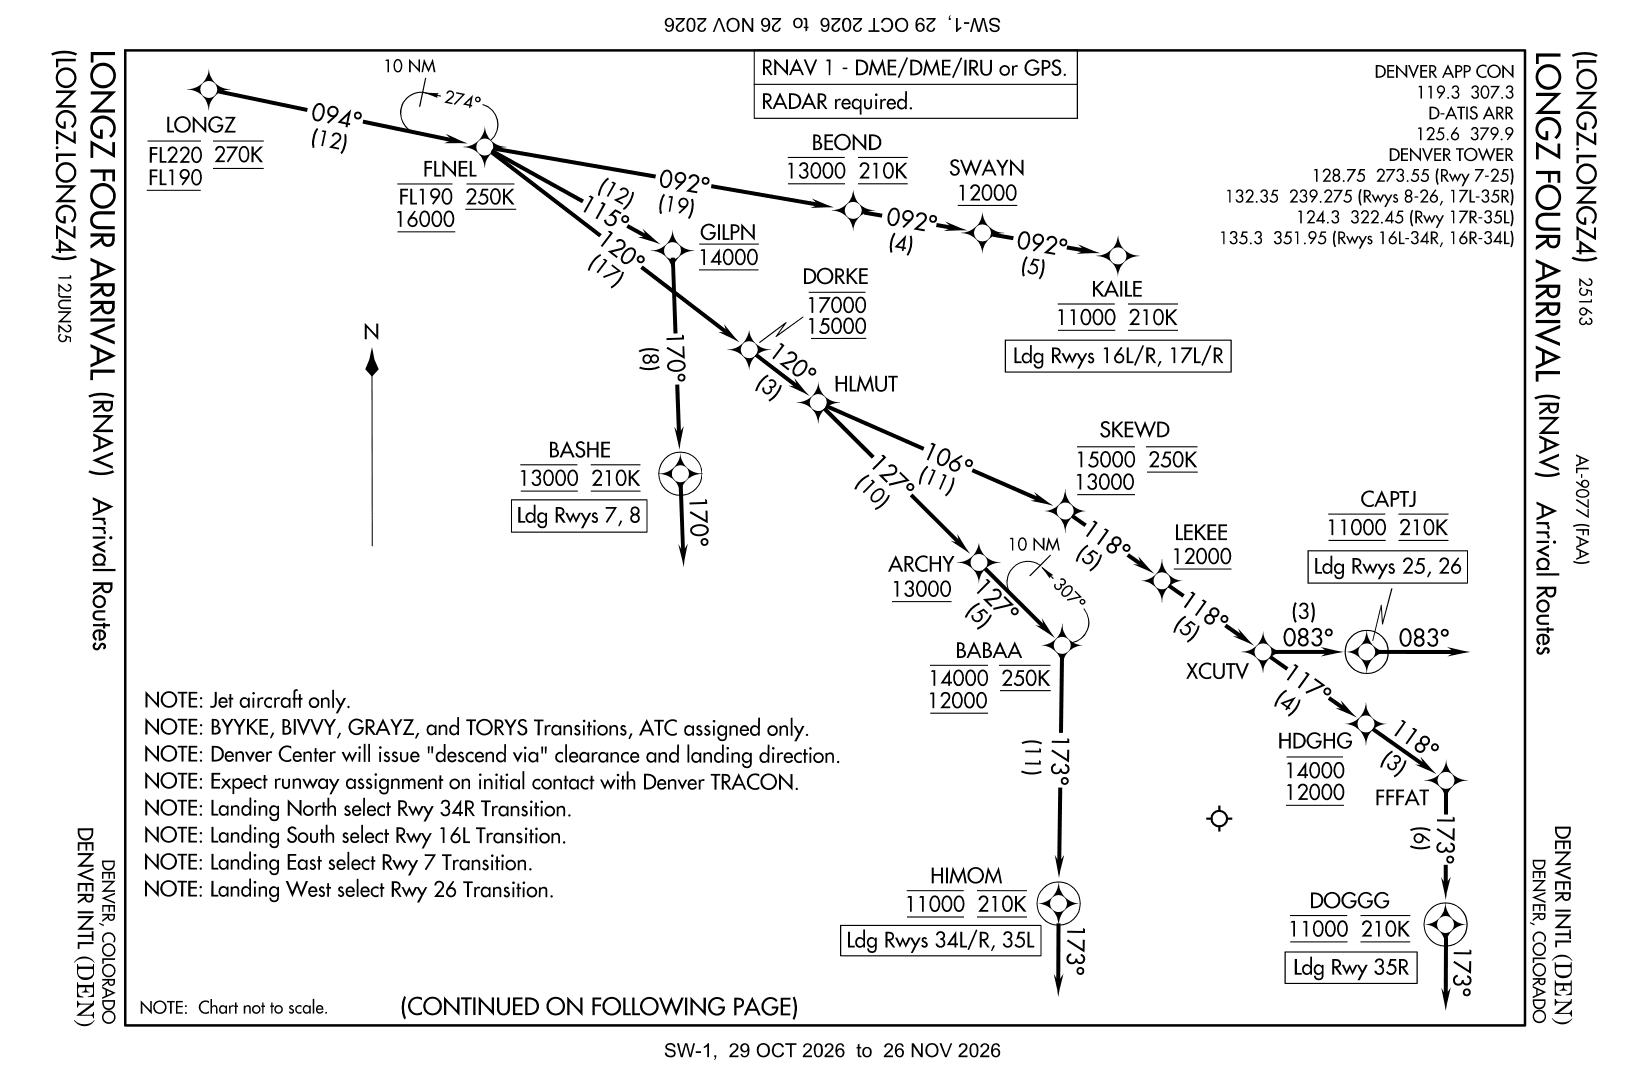 SW-1, 29 OCT 2026 to 26 NOV 2026
LONGZ FOUR ARRIVAL (RNAV) Arrival Routes
(LONGZ.LONGZ4) 12JUN25
DENVER, COLORADO
DENVER INTL (DEN)
(LONGZ.LONGZ4) 25163
LONGZ FOUR ARRIVAL (RNAV) Arrival Routes
AL-9077 (FAA)
DENVER INTL (DEN)
DENVER, COLORADO
RNAV 1 - DME/DME/IRU or GPS.
RADAR required.
DENVER APP CON
119.3 307.3
D-ATIS ARR
125.6 379.9
DENVER TOWER
128.75 273.55 (Rwy 7-25)
132.35 239.275 (Rwys 8-26, 17L-35R)
124.3 322.45 (Rwy 17R-35L)
135.3 351.95 (Rwys 16L-34R, 16R-34L)
LONGZ
FL220 270K
FL190
094°
(12)
10 NM
274°
FLNEL
FL190 250K
16000
092°
(19)
BEOND
13000 210K
092°
(4)
SWAYN
12000
092°
(5)
KAILE
11000 210K
Ldg Rwys 16L/R, 17L/R
(12)
115°
GILPN
14000
170°
(8)
BASHE
13000 210K
Ldg Rwys 7, 8
170°
120°
(17)
DORKE
17000
15000
120°
(3)
HLMUT
N
106°
(11)
SKEWD
15000 250K
13000
118°
(5)
LEKEE
12000
118°
(5)
XCUTV
(3)
083°
CAPTJ
11000 210K
Ldg Rwys 25, 26
083°
117°
(4)
HDGHG
14000
12000
118°
(3)
FFFAT
173°
(6)
DOGGG
11000 210K
Ldg Rwy 35R
173°
127°
(10)
ARCHY
13000
127°
(5)
10 NM
307°
BABAA
14000 250K
12000
173°
(11)
HIMOM
11000 210K
Ldg Rwys 34L/R, 35L
173°
NOTE: Jet aircraft only.
NOTE: BYYKE, BIVVY, GRAYZ, and TORYS Transitions, ATC assigned only.
NOTE: Denver Center will issue "descend via" clearance and landing direction.
NOTE: Expect runway assignment on initial contact with Denver TRACON.
NOTE: Landing North select Rwy 34R Transition.
NOTE: Landing South select Rwy 16L Transition.
NOTE: Landing East select Rwy 7 Transition.
NOTE: Landing West select Rwy 26 Transition.
NOTE: Chart not to scale.
(CONTINUED ON FOLLOWING PAGE)
SW-1, 29 OCT 2026 to 26 NOV 2026